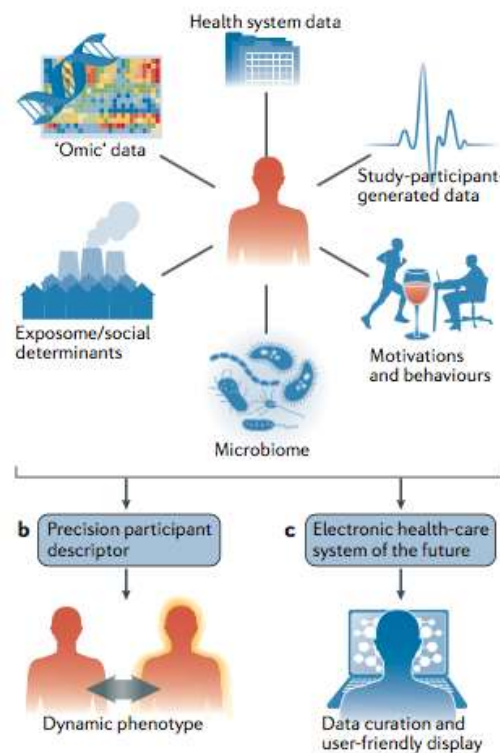 Health system data
'Omic' data
Study-participant-
generated data
Exposome/social
determinants
Motivations
and behaviours
Microbiome
b Precision participant
descriptor
c Electronic health-care
system of the future
Dynamic phenotype
Data curation and
user-friendly display